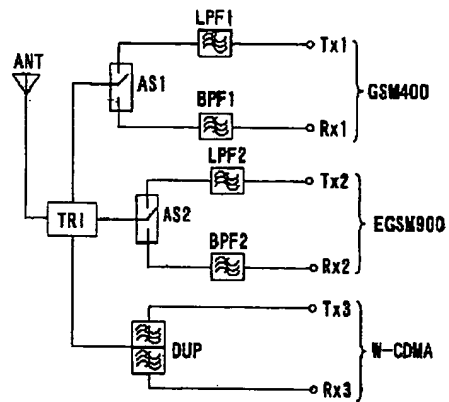 LPF1
Tx1
ANT
AS1
GSM400
BPF1
Rx1
LPF2
Tx2
TRI
AS2
EGSM900
BPF2
Rx2
Tx3
DUP
W-CDMA
Rx3